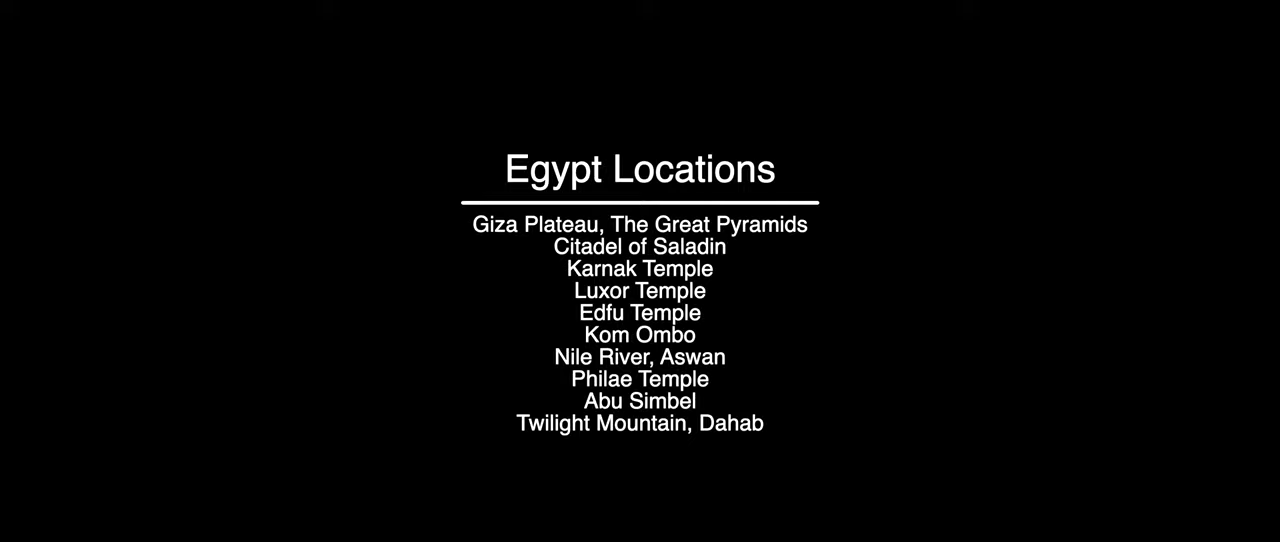 Egypt Locations
Giza Plateau, The Great Pyramids
Citadel of Saladin
Karnak Temple
Luxor Temple
Edfu Temple
Kom Ombo
Nile River, Aswan
Philae Temple
Abu Simbel
Twilight Mountain, Dahab